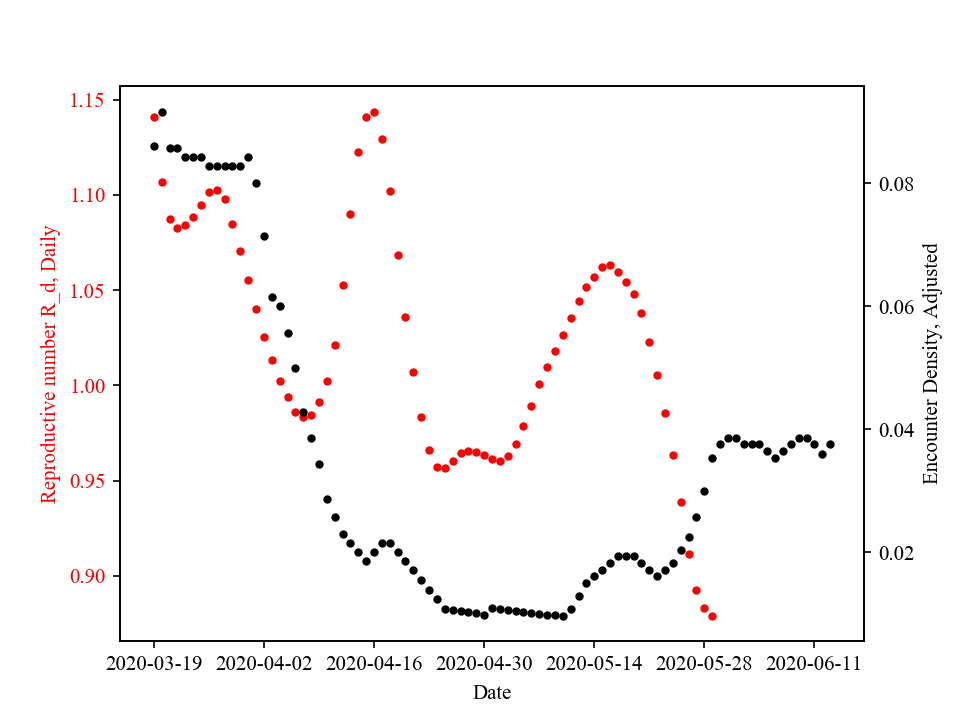 1.15
1.10
1.05
1.00
0.95
0.90
Reproductive number R_d, Daily
0.08
0.06
0.04
0.02
Encounter Density, Adjusted
2020-03-19 2020-04-02 2020-04-16 2020-04-30 2020-05-14 2020-05-28 2020-06-11
Date